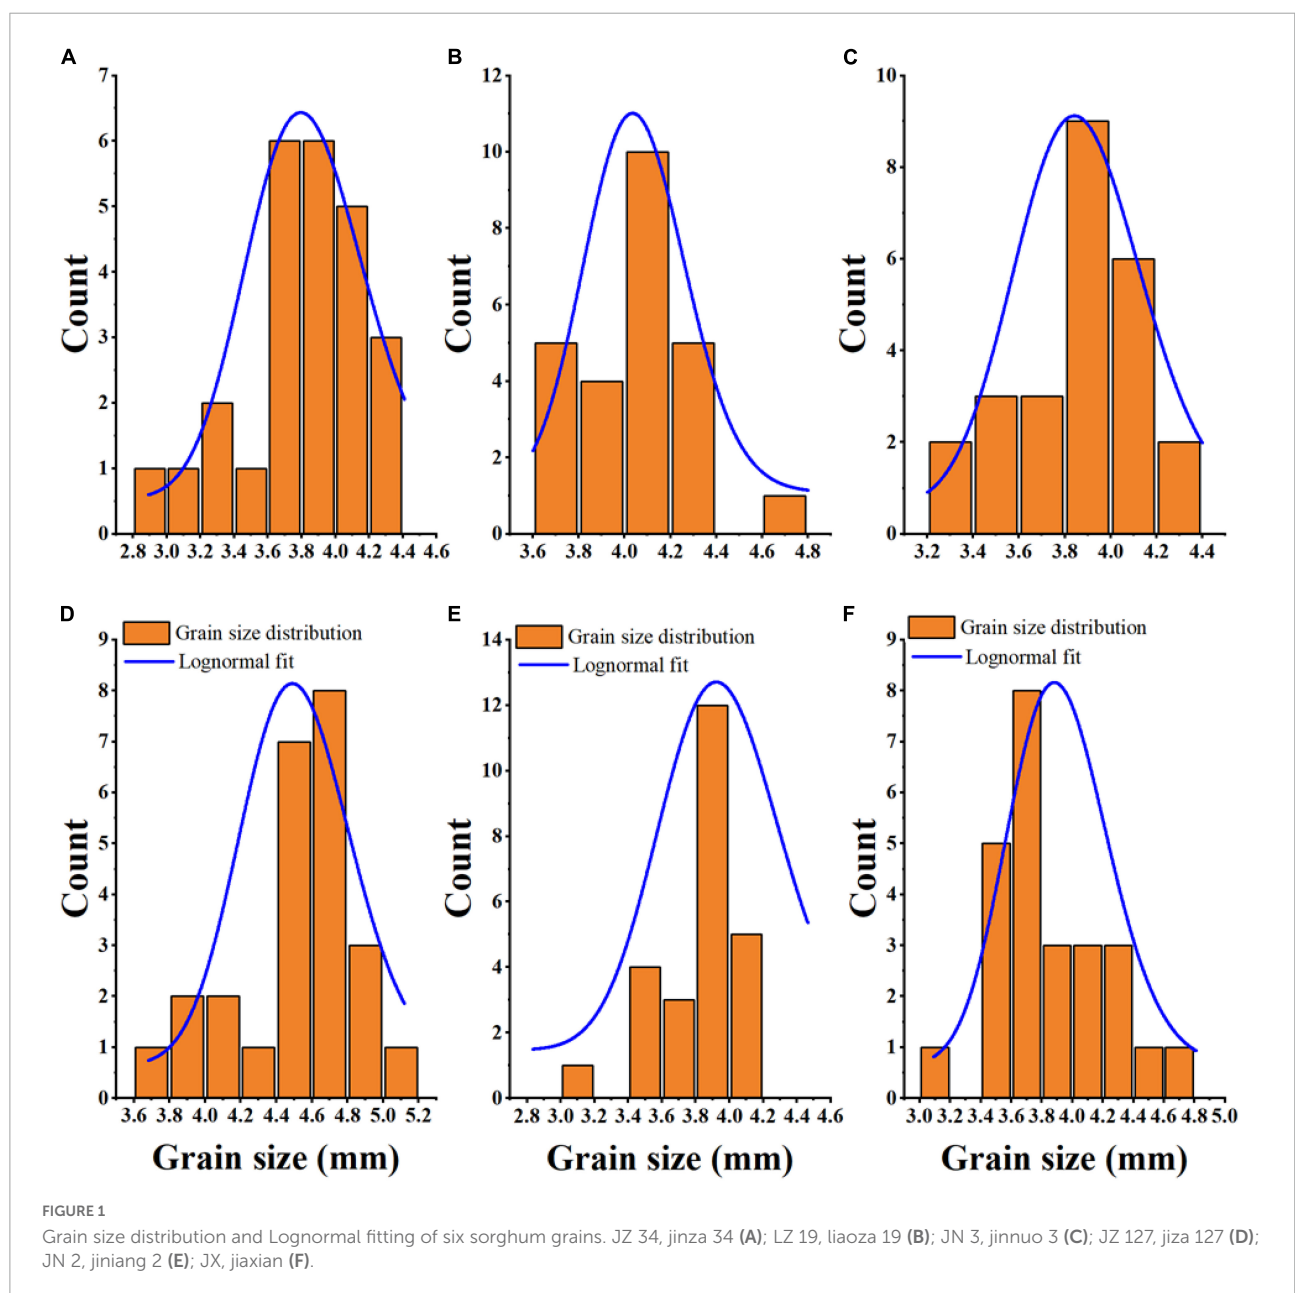 A
7
6
5
4
3
2
1
0
Count
2.8 3.0 3.2 3.4 3.6 3.8 4.0 4.2 4.4 4.6
B
12
10
8
6
4
2
0
Count
3.6 3.8 4.0 4.2 4.4 4.6 4.8
C
10
8
6
4
2
0
Count
3.2 3.4 3.6 3.8 4.0 4.2 4.4
D
Grain size distribution
Lognormal fit
9
8
7
6
5
4
3
2
1
0
Count
3.6 3.8 4.0 4.2 4.4 4.6 4.8 5.0 5.2
Grain size (mm)
E
Grain size distribution
Lognormal fit
14
12
10
8
6
4
2
0
Count
2.8 3.0 3.2 3.4 3.6 3.8 4.0 4.2 4.4 4.6
Grain size (mm)
F
Grain size distribution
Lognormal fit
9
8
7
6
5
4
3
2
1
0
Count
3.0 3.2 3.4 3.6 3.8 4.0 4.2 4.4 4.6 4.8 5.0
Grain size (mm)
FIGURE 1
Grain size distribution and Lognormal fitting of six sorghum grains. JZ 34, jinza 34 (A); LZ 19, liaoza 19 (B); JN 3, jinnuo 3 (C); JZ 127, jiza 127 (D);
JN 2, jiniang 2 (E); JX, jiaxian (F).